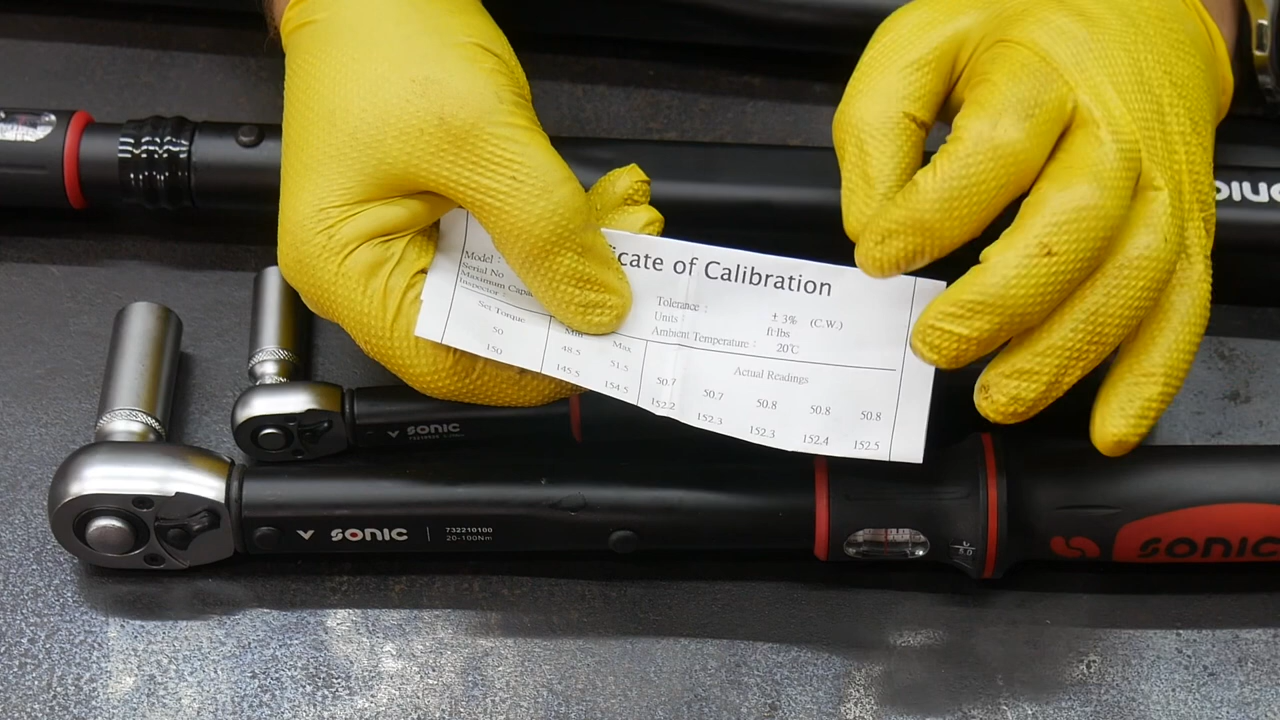 icate of Calibration
Model :
Serial No
Maximum Capa
Inspector :
Tolerance : ± 3% (C.W.)
Units : ft·lbs
Ambient Temperature : 20°C
Set Torque Min Max Actual Readings
50 48.5 51.5 50.7 50.7 50.8 50.8 50.8
150 145.5 154.5 152.2 152.3 152.3 152.4 152.5
SONIC
SONIC
732210100
20-100Nm
SONIC